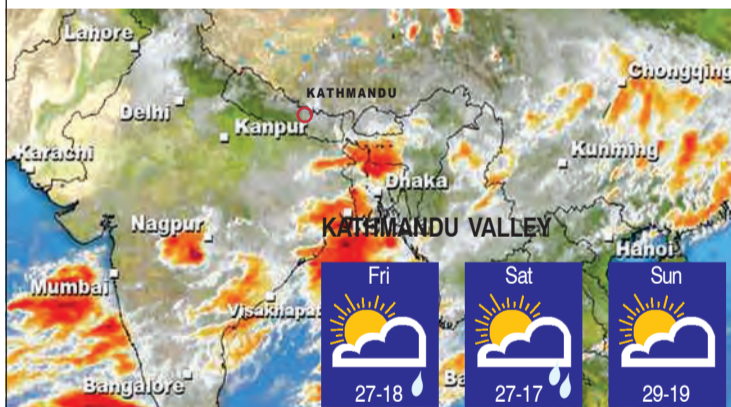 Lahore
Chongqing
KATHMANDU
Delhi
Kanpur
Karachi
Kunming
Dhaka
Nagpur
KATHMANDU VALLEY
Hanoi
Mumbai
Fri
Sat
Sun
Bangalore
27-18
27-17
29-19